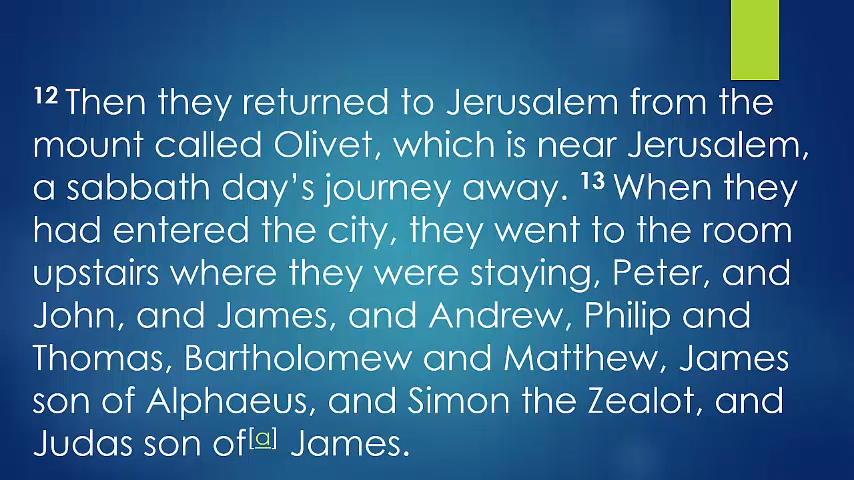 12 Then they returned to Jerusalem from the
mount called Olivet, which is near Jerusalem,
a sabbath day’s journey away. 13 When they
had entered the city, they went to the room
upstairs where they were staying, Peter, and
John, and James, and Andrew, Philip and
Thomas, Bartholomew and Matthew, James
son of Alphaeus, and Simon the Zealot, and
Judas son of[a] James.